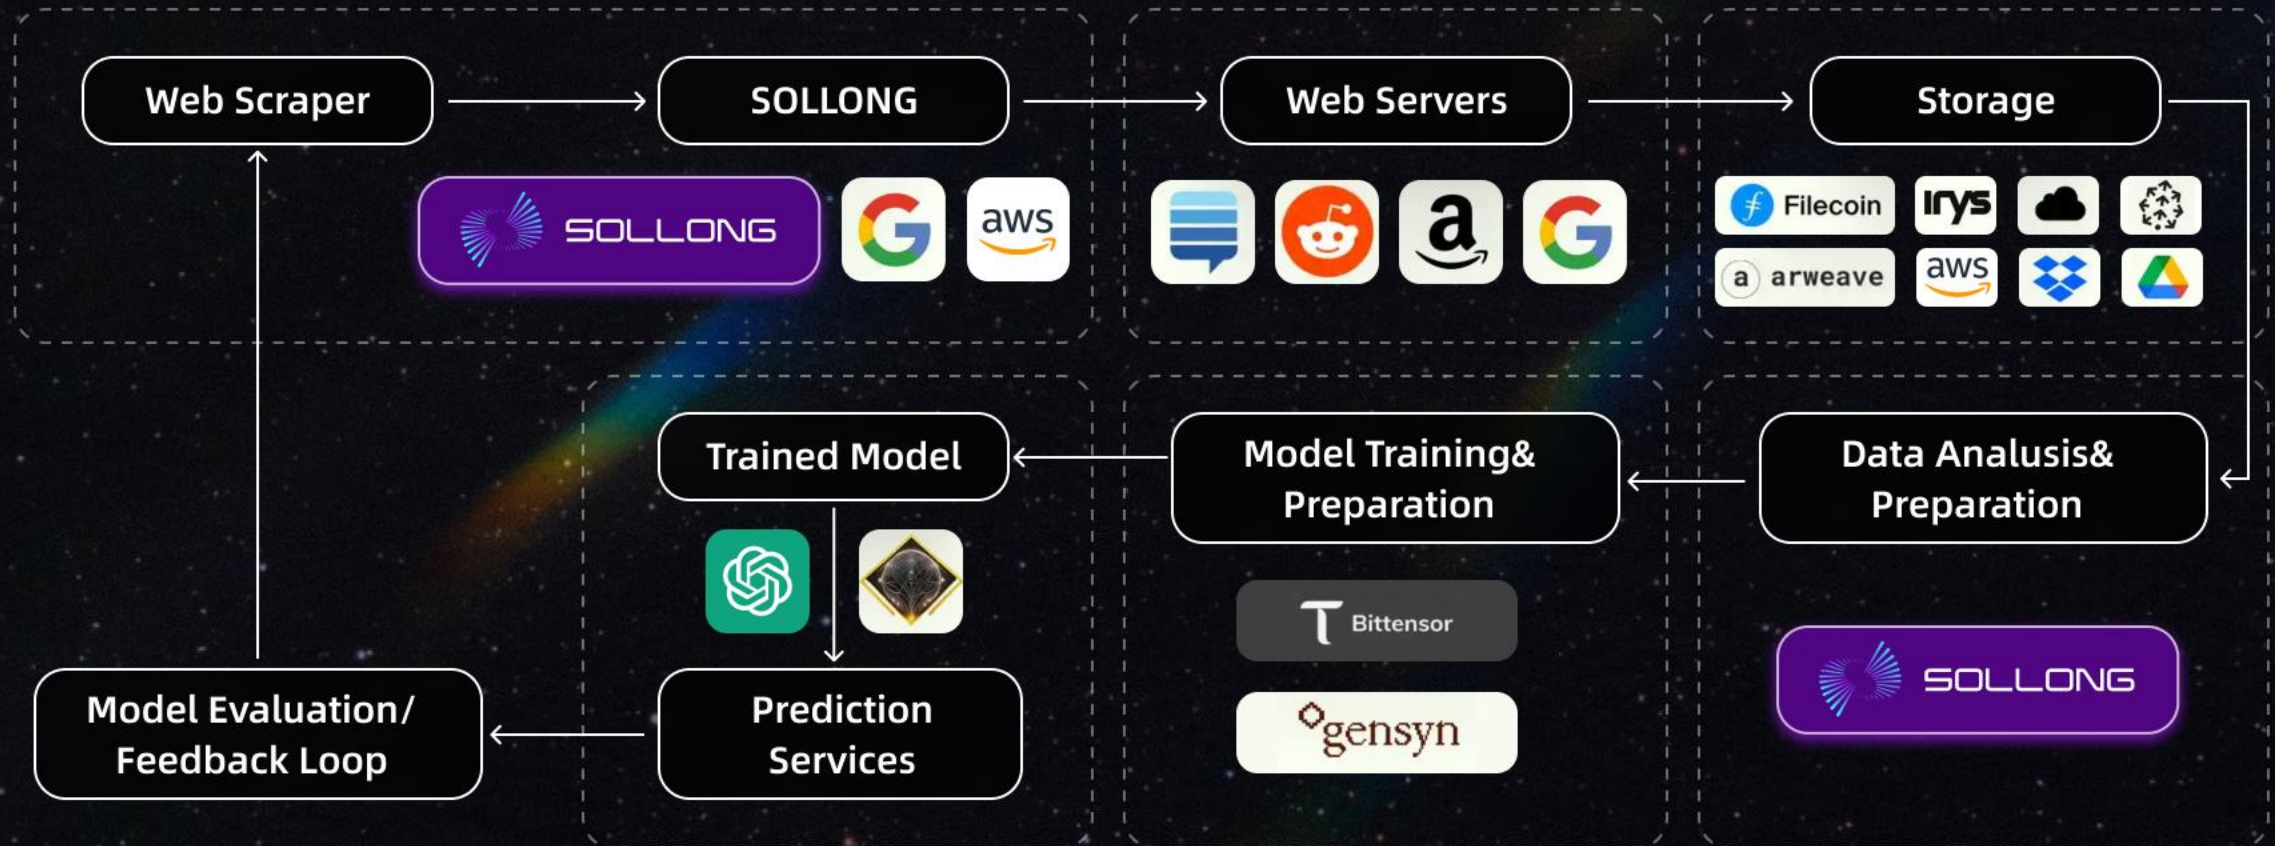 Web Scraper
SOLLONG
Web Servers
Storage
SOLLONG
aws
a
Filecoin
Irys
a arweave
aws
Trained Model
Model Training&
Preparation
Data Analusis&
Preparation
Bittensor
gensyn
SOLLONG
Model Evaluation/
Feedback Loop
Prediction
Services